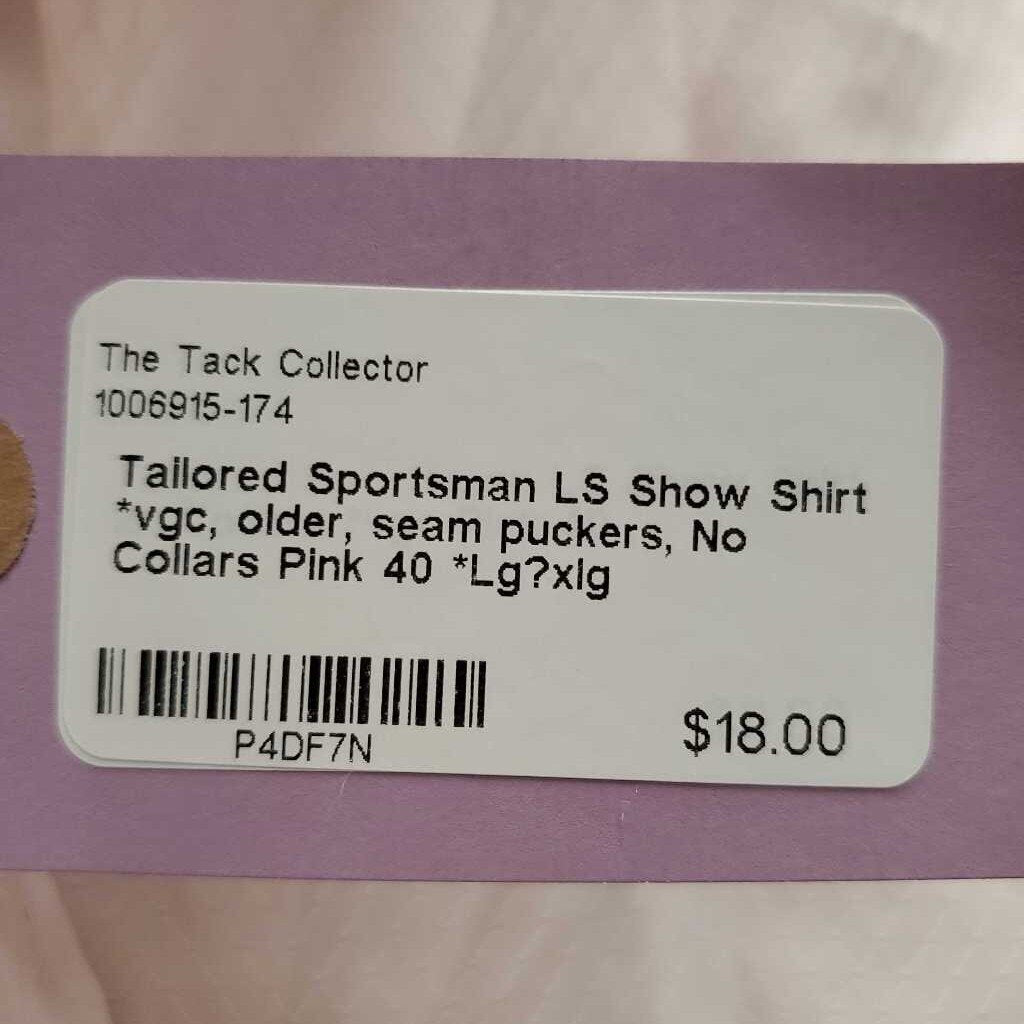 The Tack Collector
1006915-174
Tailored Sportsman LS Show Shirt
*vgc, older, seam puckers, No
Collars Pink 40 *Lg?xlg
P4DF7N
$18.00